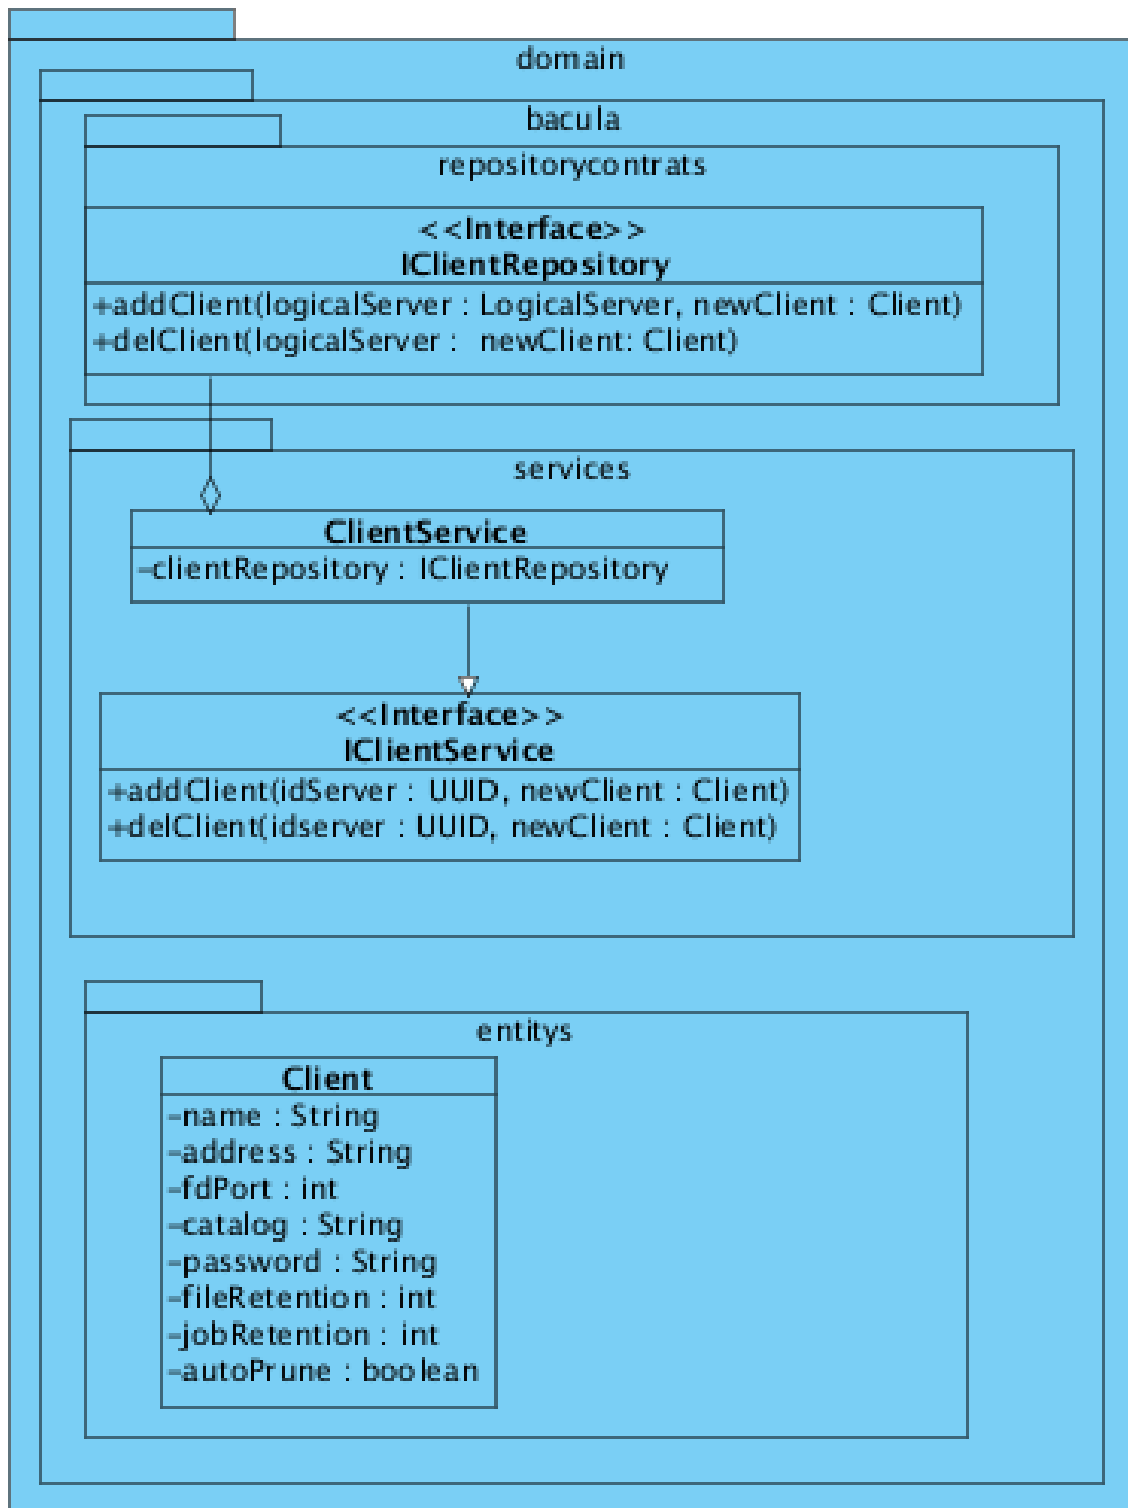 domain
bacula
repositorycontrats
<<Interface>>
IClientRepository
+addClient(logicalServer : LogicalServer, newClient : Client)
+delClient(logicalServer :  newClient: Client)
services
ClientService
-clientRepository : IClientRepository
<<Interface>>
IClientService
+addClient(idServer : UUID, newClient : Client)
+delClient(idserver : UUID, newClient : Client)
entitys
Client
-name : String
-address : String
-fdPort : int
-catalog : String
-password : String
-fileRetention : int
-jobRetention : int
-autoPrune : boolean